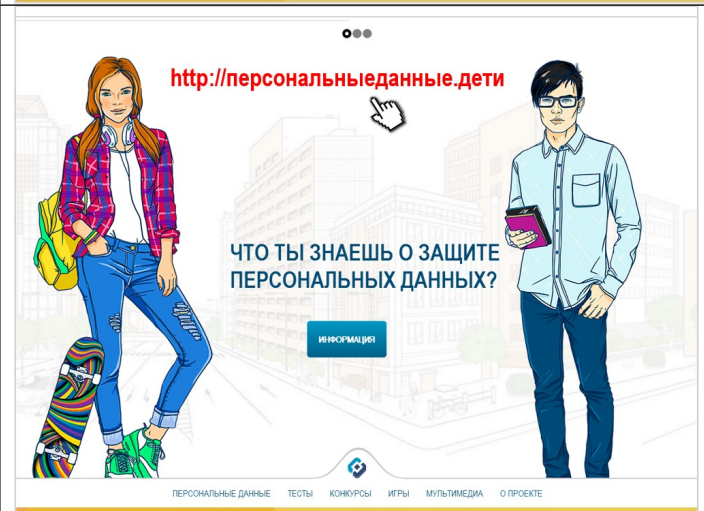 http://персональныеданные.дети
ЧТО ТЫ ЗНАЕШЬ О ЗАЩИТЕ
ПЕРСОНАЛЬНЫХ ДАННЫХ?
ИНФОРМАЦИЯ
ПЕРСОНАЛЬНЫЕ ДАННЫЕ ТЕСТЫ КОНКУРСЫ ИГРЫ МУЛЬТИМЕДИА О ПРОЕКТЕ